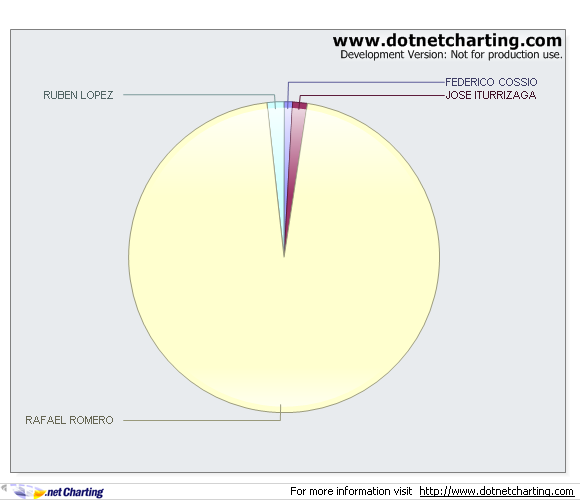 www.dotnetcharting.com
Development Version: Not for production use.
FEDERICO COSSIO
RUBEN LOPEZ
JOSE ITURRIZAGA
RAFAEL ROMERO
.net Charting
For more information visit http://www.dotnetcharting.com